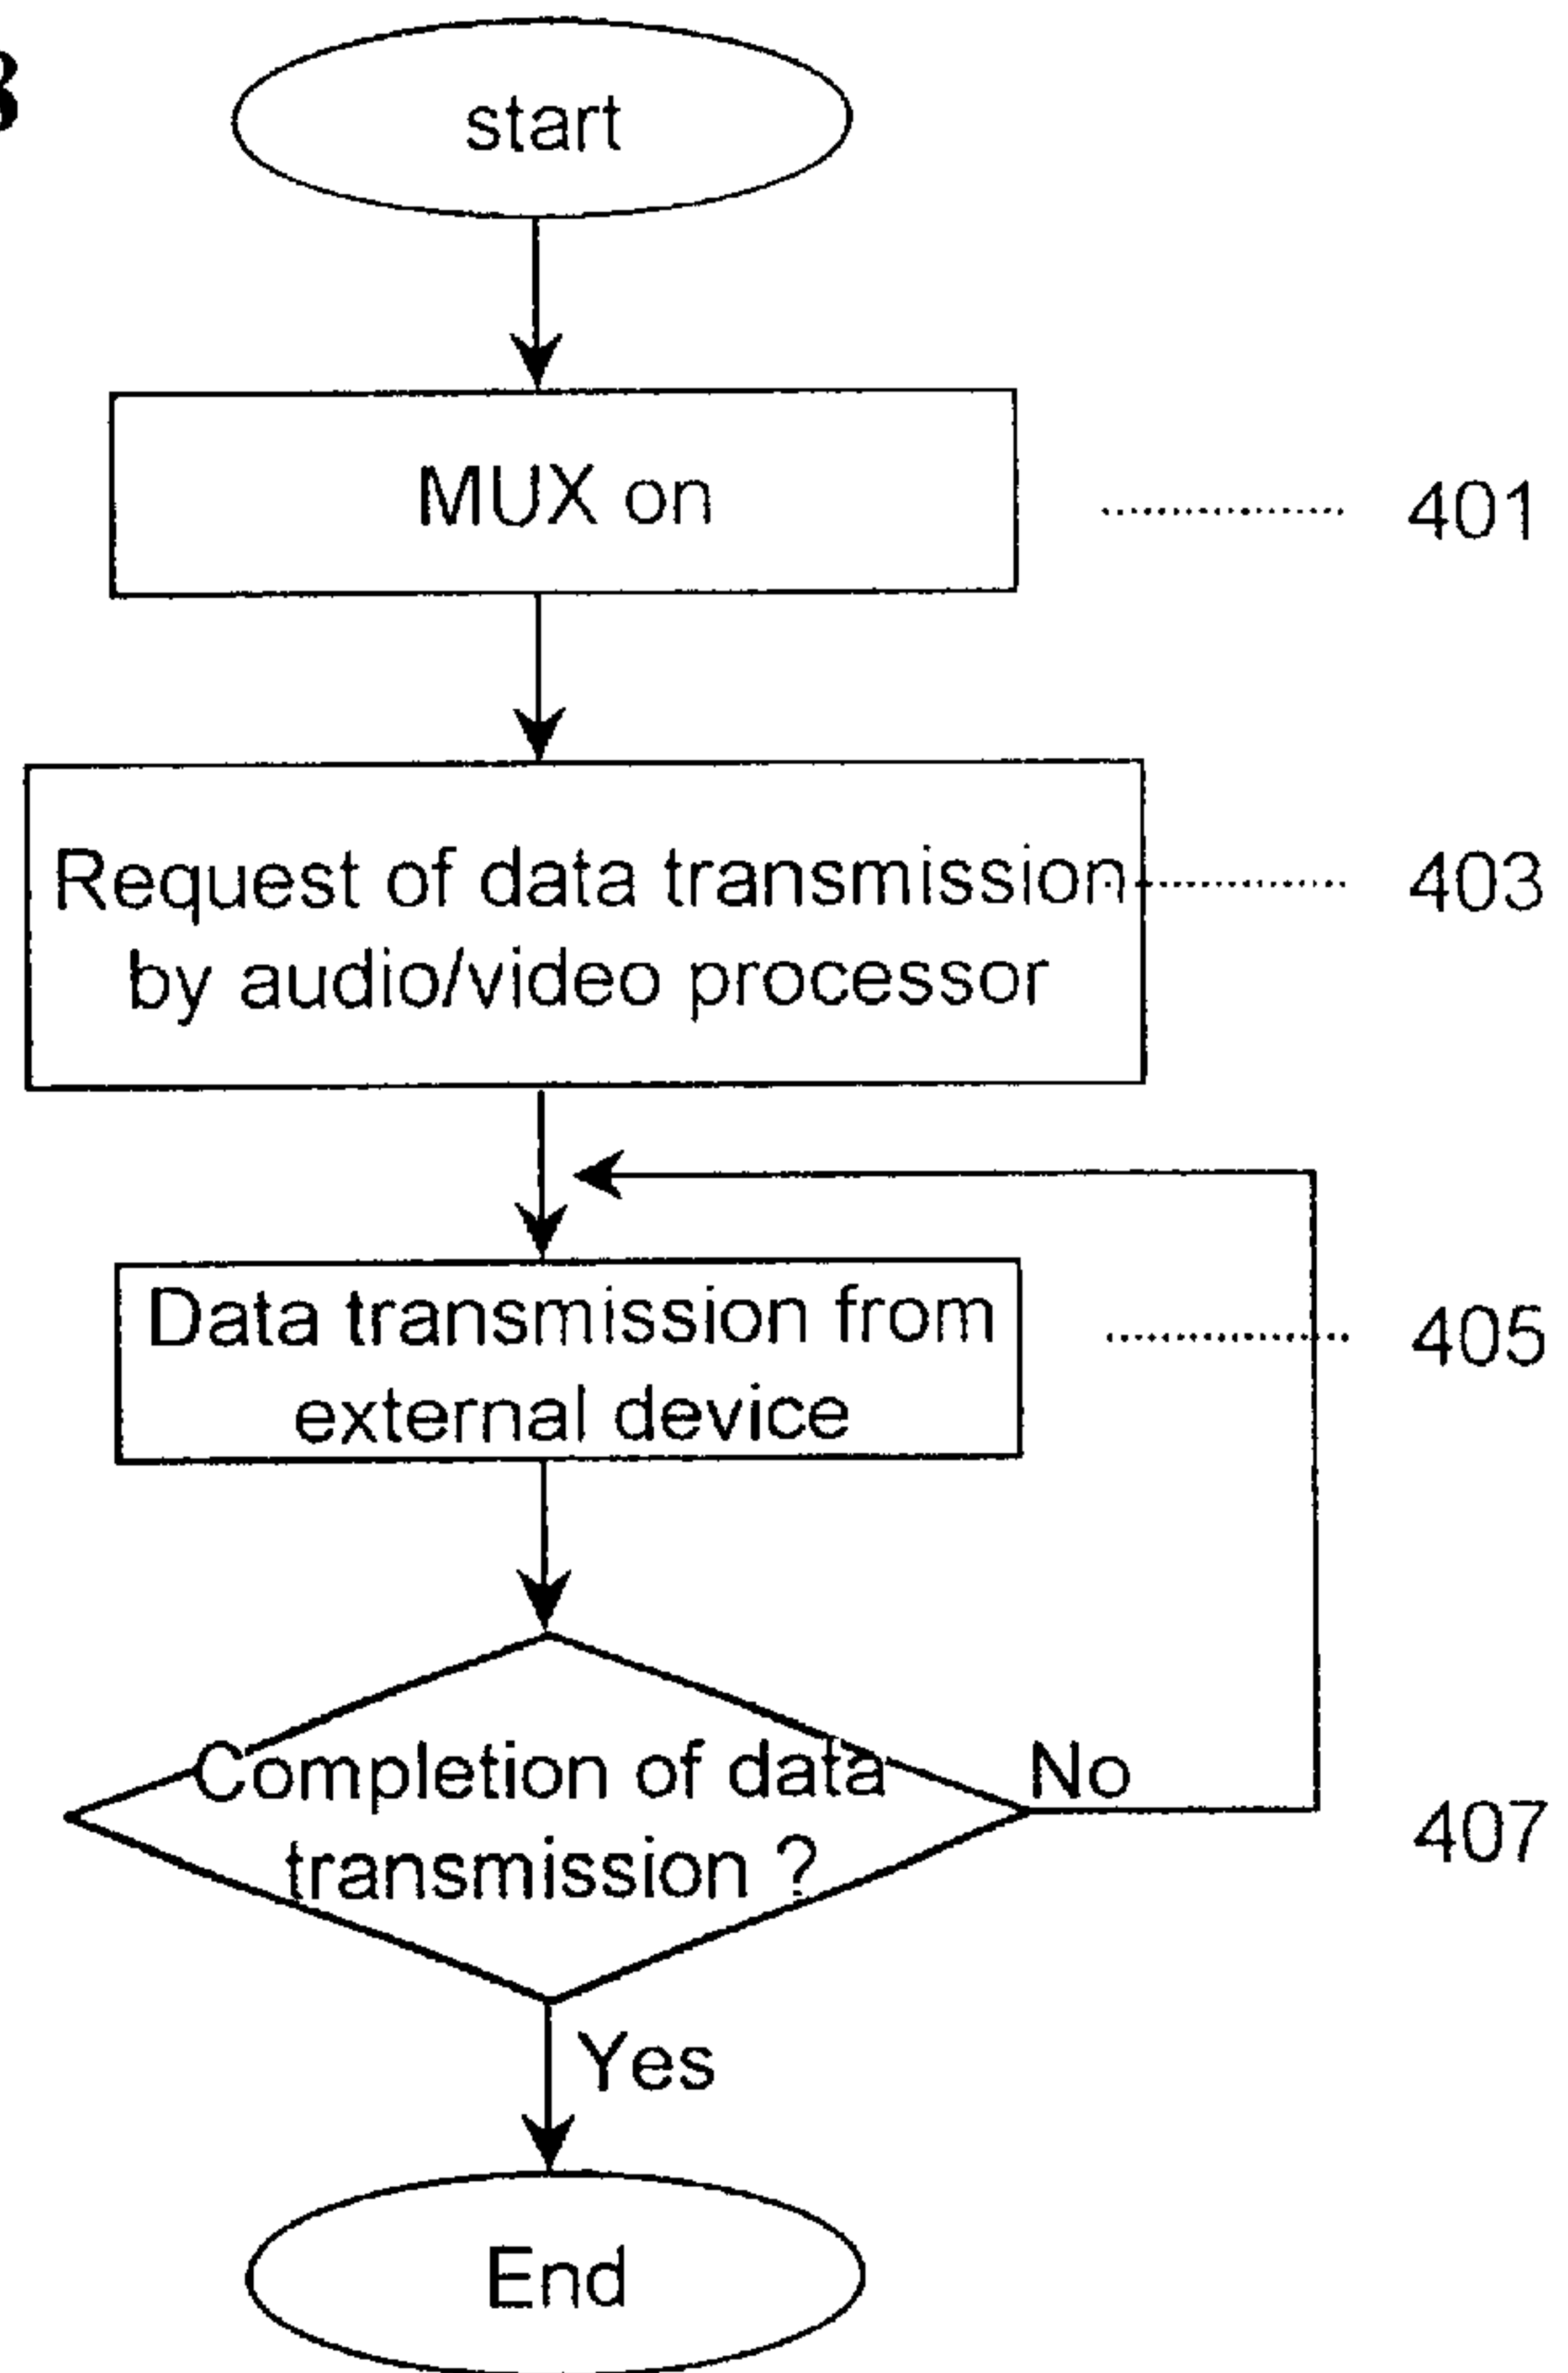 start
MUX on
401
Request of data transmission
by audio/video processor
403
Data transmission from
external device
405
Completion of data
transmission ?
No
407
Yes
End